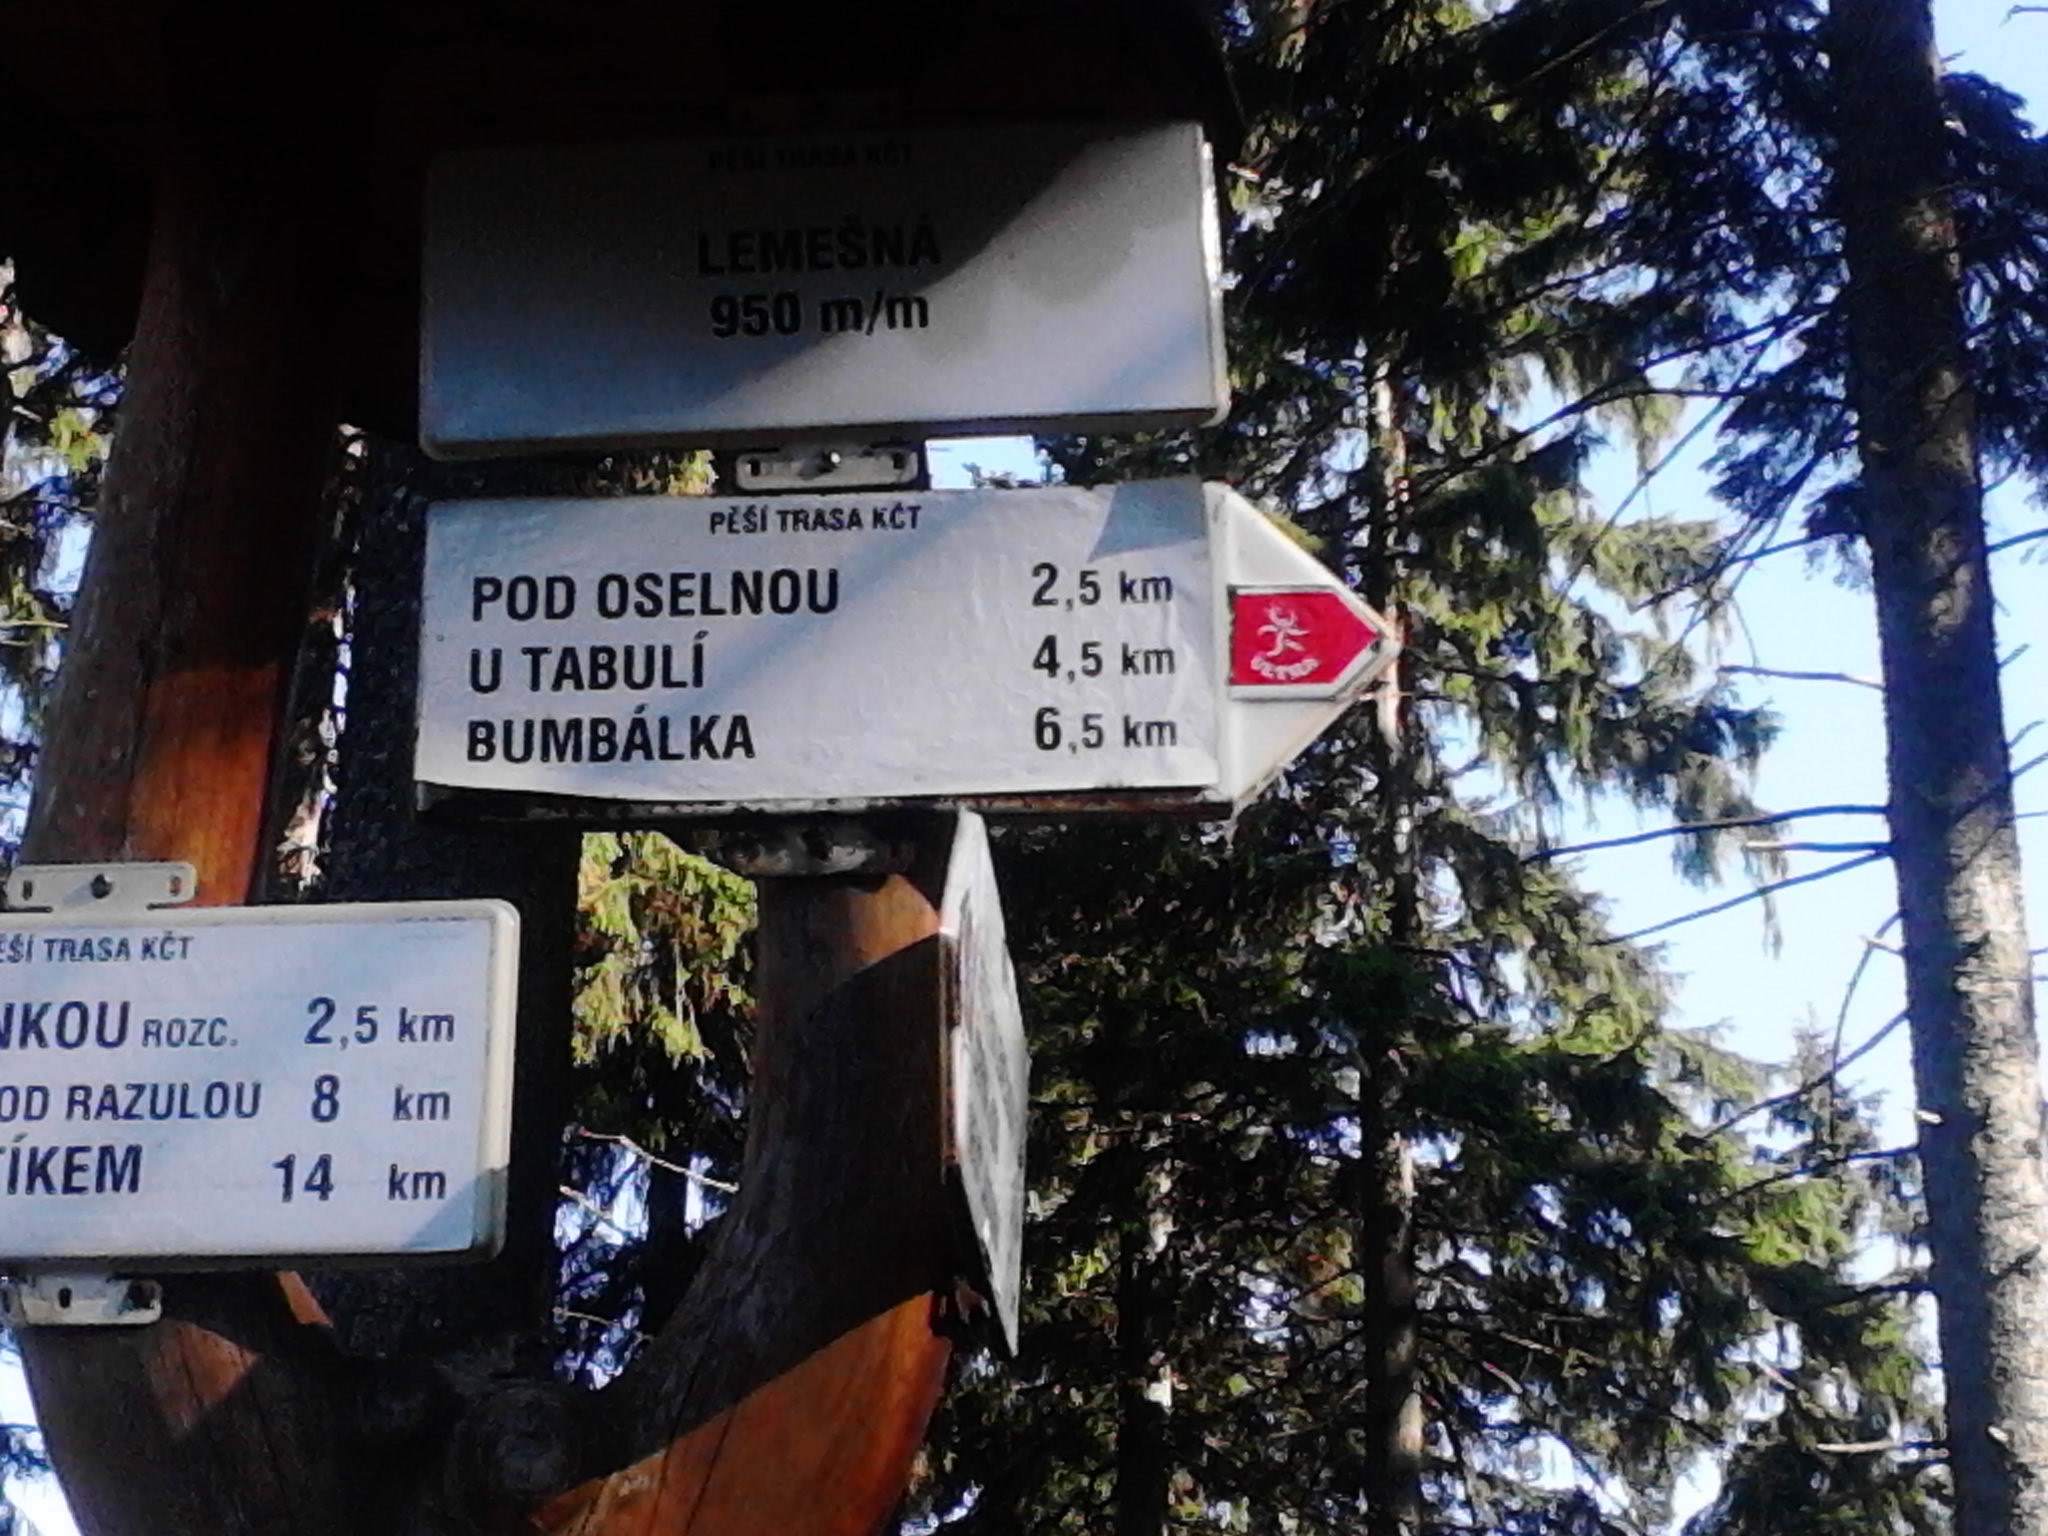 PĚŠÍ TRASA KČT
LEMEŠNÁ
950 m/m
PĚŠÍ TRASA KČT
POD OSELNOU 2,5 km
U TABULÍ 4,5 km
BUMBÁLKA 6,5 km
ĚŠÍ TRASA KČT
NKOU ROZC. 2,5 km
OD RAZULOU 8 km
TÍKEM 14 km